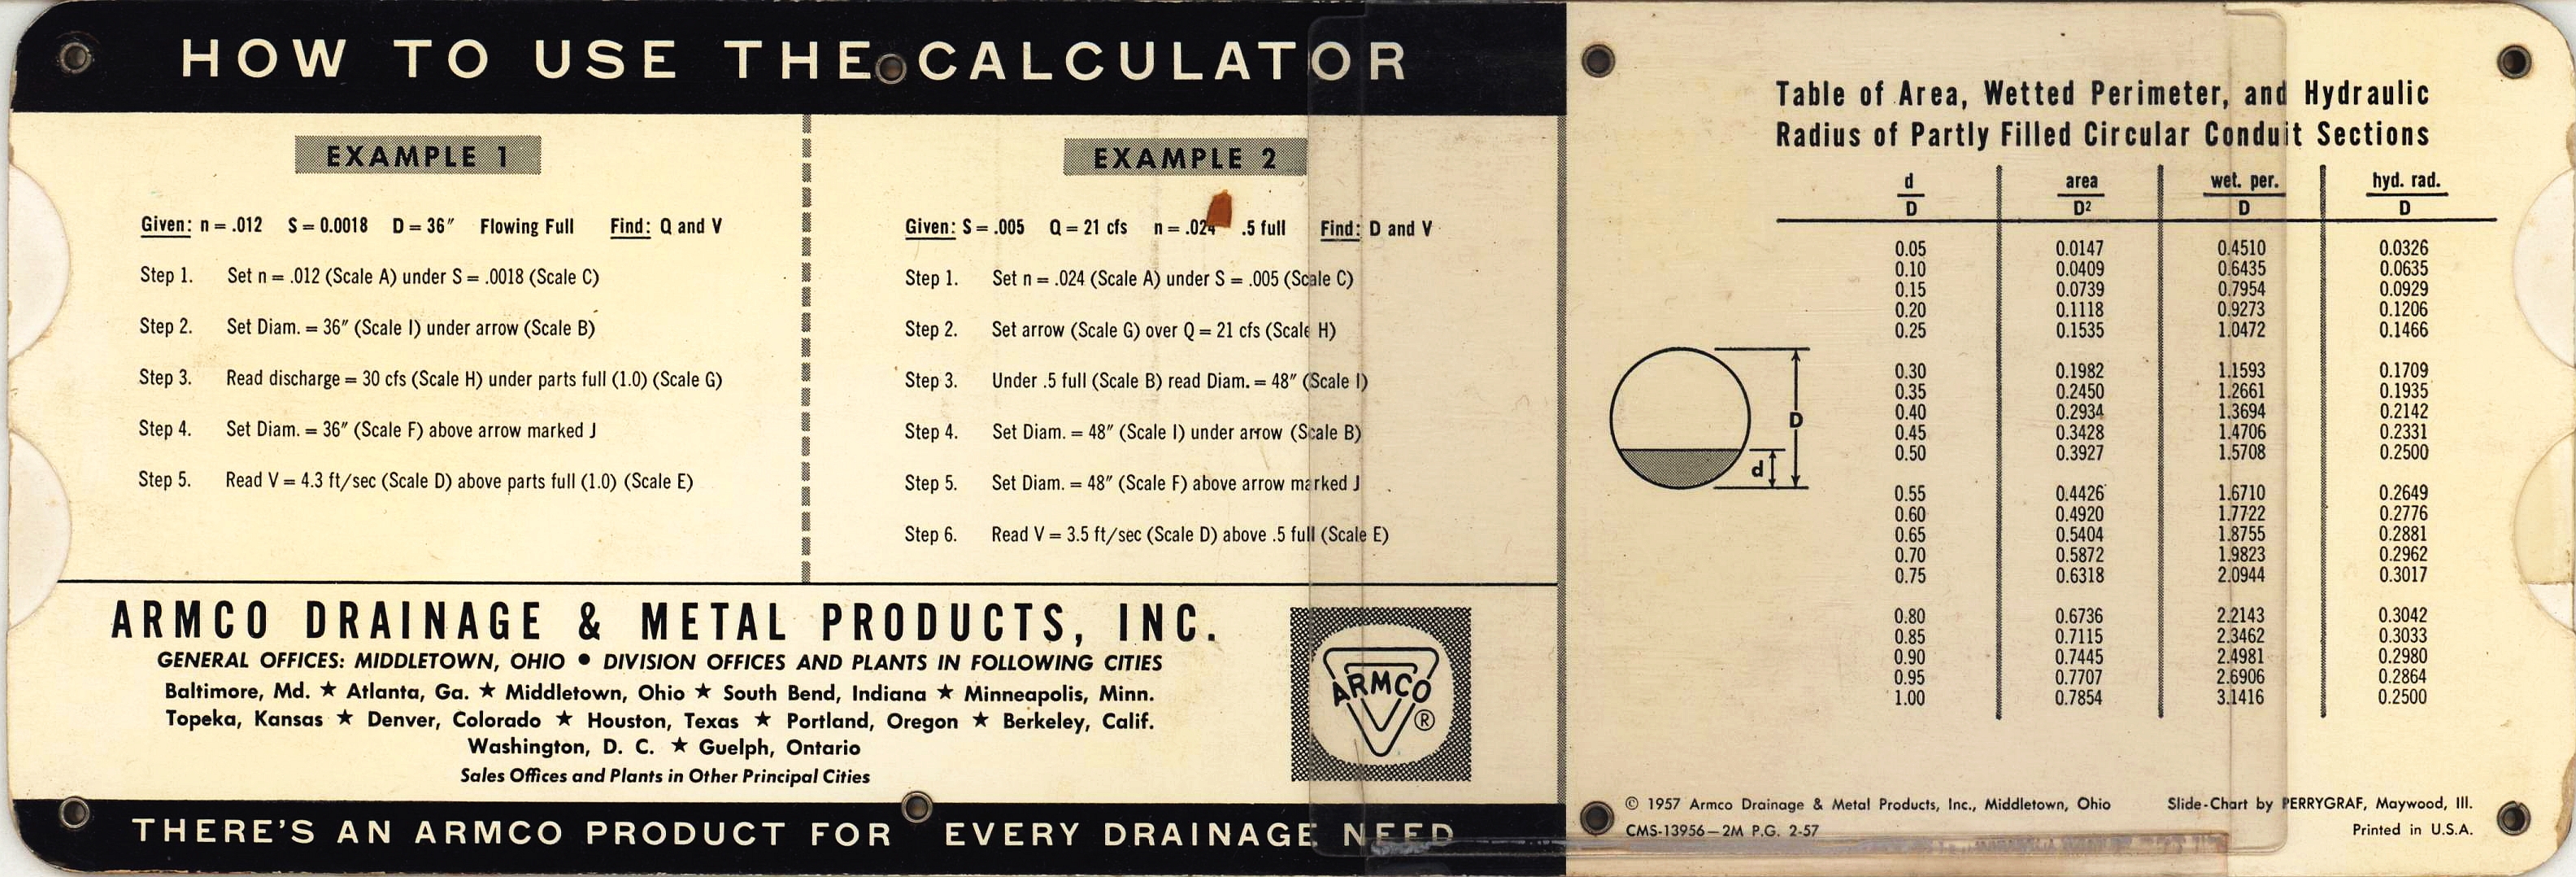 HOW TO USE THE CALCULATOR
EXAMPLE 1
Given: n = .012 S = 0.0018 D = 36″ Flowing Full Find: Q and V
Step 1. Set n = .012 (Scale A) under S = .0018 (Scale C)
Step 2. Set Diam. = 36″ (Scale I) under arrow (Scale B)
Step 3. Read discharge = 30 cfs (Scale H) under parts full (1.0) (Scale G)
Step 4. Set Diam. = 36″ (Scale F) above arrow marked J
Step 5. Read V = 4.3 ft/sec (Scale D) above parts full (1.0) (Scale E)
EXAMPLE 2
Given: S = .005 Q = 21 cfs n = .024 .5 full Find: D and V
Step 1. Set n = .024 (Scale A) under S = .005 (Scale C)
Step 2. Set arrow (Scale G) over Q = 21 cfs (Scale H)
Step 3. Under .5 full (Scale B) read Diam. = 48″ (Scale I)
Step 4. Set Diam. = 48″ (Scale I) under arrow (Scale B)
Step 5. Set Diam. = 48″ (Scale F) above arrow marked J
Step 6. Read V = 3.5 ft/sec (Scale D) above .5 full (Scale E)
ARMCO DRAINAGE & METAL PRODUCTS, INC.
GENERAL OFFICES: MIDDLETOWN, OHIO ● DIVISION OFFICES AND PLANTS IN FOLLOWING CITIES
Baltimore, Md. ★ Atlanta, Ga. ★ Middletown, Ohio ★ South Bend, Indiana ★ Minneapolis, Minn.
Topeka, Kansas ★ Denver, Colorado ★ Houston, Texas ★ Portland, Oregon ★ Berkeley, Calif.
Washington, D. C. ★ Guelph, Ontario
Sales Offices and Plants in Other Principal Cities
ARMCO
®
THERE'S AN ARMCO PRODUCT FOR EVERY DRAINAGE NEED
Table of Area, Wetted Perimeter, and Hydraulic
Radius of Partly Filled Circular Conduit Sections
d area wet. per. hyd. rad.
D D² D D
0.05 0.0147 0.4510 0.0326
0.10 0.0409 0.6435 0.0635
0.15 0.0739 0.7954 0.0929
0.20 0.1118 0.9273 0.1206
0.25 0.1535 1.0472 0.1466
0.30 0.1982 1.1593 0.1709
0.35 0.2450 1.2661 0.1935
0.40 0.2934 1.3694 0.2142
0.45 0.3428 1.4706 0.2331
0.50 0.3927 1.5708 0.2500
0.55 0.4426 1.6710 0.2649
0.60 0.4920 1.7722 0.2776
0.65 0.5404 1.8755 0.2881
0.70 0.5872 1.9823 0.2962
0.75 0.6318 2.0944 0.3017
0.80 0.6736 2.2143 0.3042
0.85 0.7115 2.3462 0.3033
0.90 0.7445 2.4981 0.2980
0.95 0.7707 2.6906 0.2864
1.00 0.7854 3.1416 0.2500
D
d
© 1957 Armco Drainage & Metal Products, Inc., Middletown, Ohio
CMS-13956—2M P.G. 2-57
Slide-Chart by PERRYGRAF, Maywood, Ill.
Printed in U.S.A.